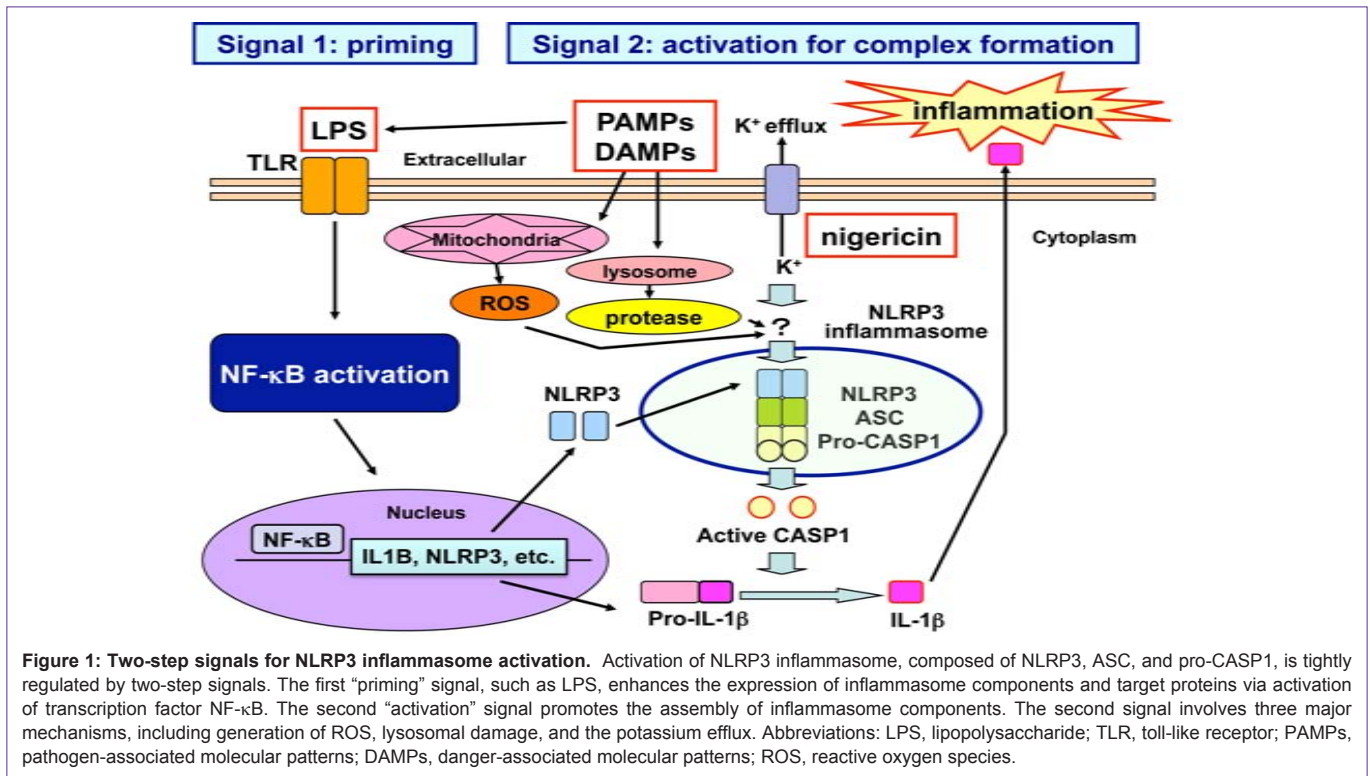 Signal 1: priming
Signal 2: activation for complex formation
inflammation
LPS
PAMPs
DAMPs
K+ efflux
TLR
Extracellular
Mitochondria
nigericin
Cytoplasm
lysosome
K+
ROS
protease
?
NLRP3
inflammasome
NF-κB activation
NLRP3
NLRP3
ASC
Pro-CASP1
Nucleus
NF-κB
IL1B, NLRP3, etc.
Active CASP1
Pro-IL-1β
IL-1β
Figure 1: Two-step signals for NLRP3 inflammasome activation. Activation of NLRP3 inflammasome, composed of NLRP3, ASC, and pro-CASP1, is tightly
regulated by two-step signals. The first “priming” signal, such as LPS, enhances the expression of inflammasome components and target proteins via activation
of transcription factor NF-κB. The second “activation” signal promotes the assembly of inflammasome components. The second signal involves three major
mechanisms, including generation of ROS, lysosomal damage, and the potassium efflux. Abbreviations: LPS, lipopolysaccharide; TLR, toll-like receptor; PAMPs,
pathogen-associated molecular patterns; DAMPs, danger-associated molecular patterns; ROS, reactive oxygen species.